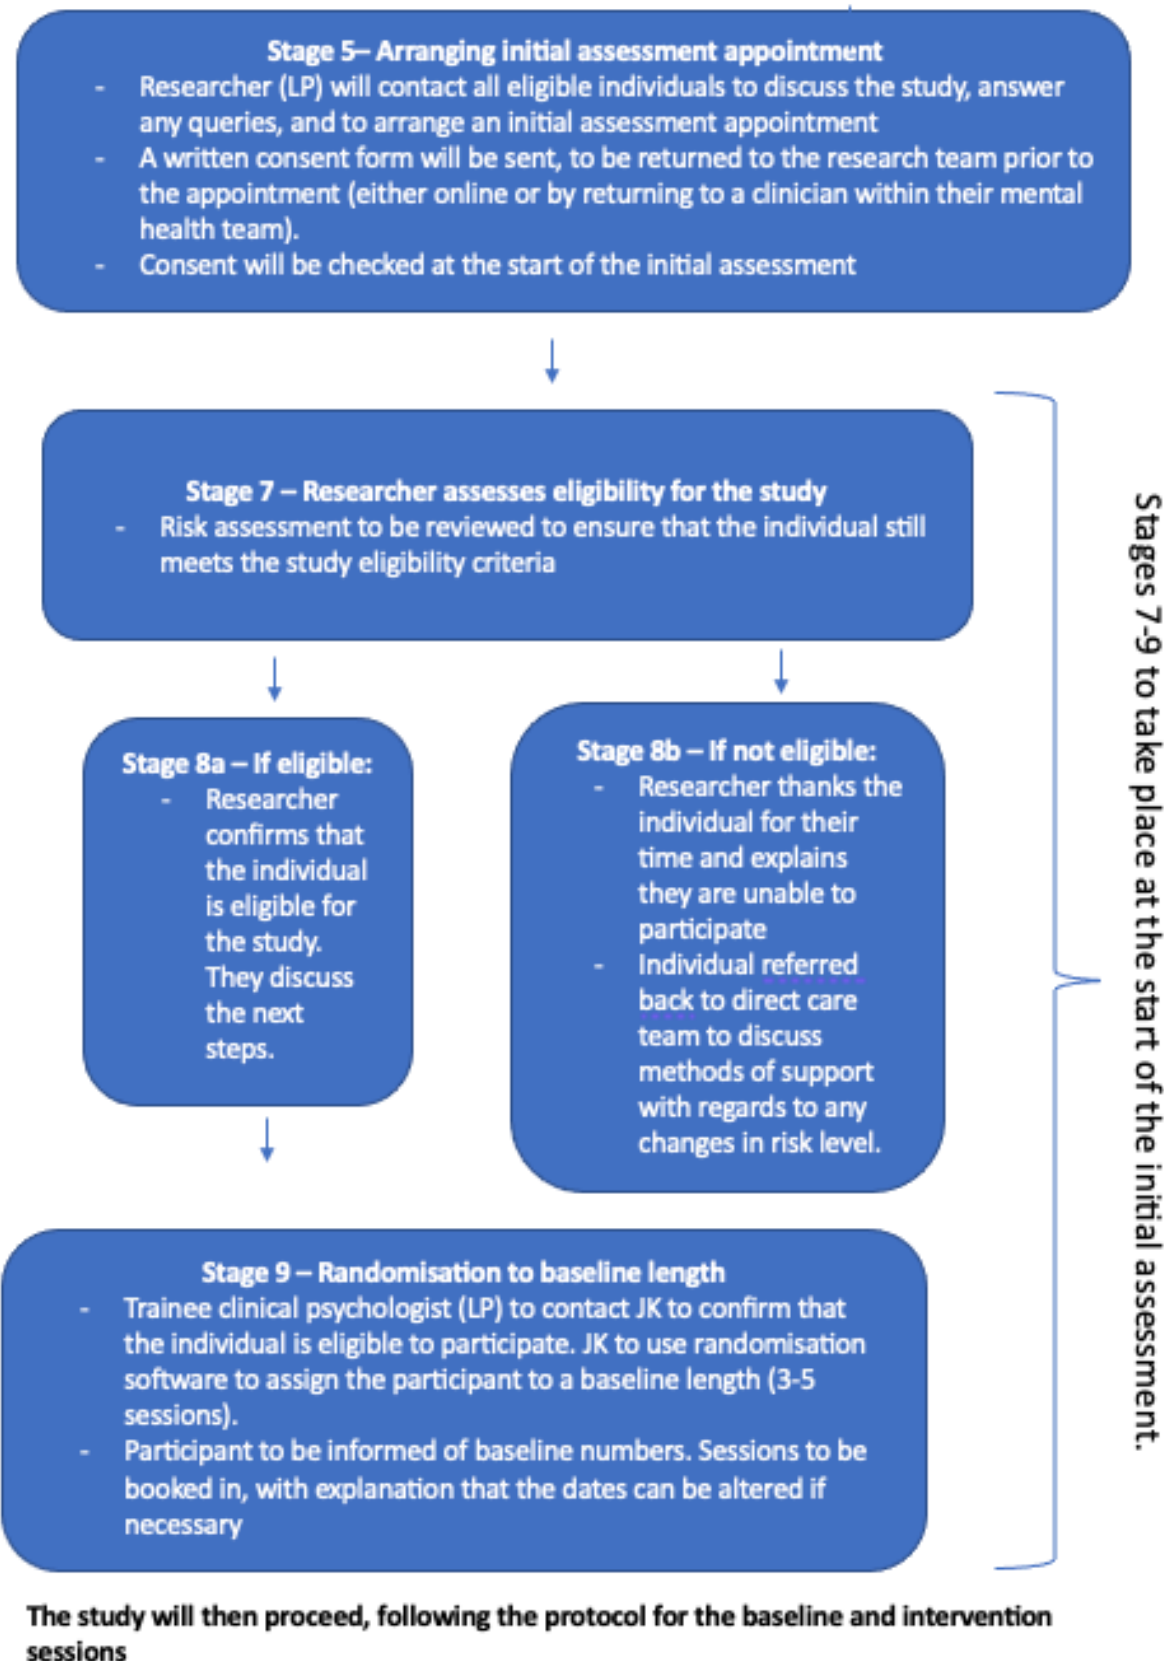 Stage 5– Arranging initial assessment appointment
- Researcher (LP) will contact all eligible individuals to discuss the study, answer
any queries, and to arrange an initial assessment appointment
- A written consent form will be sent, to be returned to the research team prior to
the appointment (either online or by returning to a clinician within their mental
health team).
- Consent will be checked at the start of the initial assessment
Stage 7 – Researcher assesses eligibility for the study
- Risk assessment to be reviewed to ensure that the individual still
meets the study eligibility criteria
Stage 8a – If eligible:
- Researcher
confirms that
the individual
is eligible for
the study.
They discuss
the next
steps.
Stage 8b – If not eligible:
- Researcher thanks the
individual for their
time and explains
they are unable to
participate
- Individual referred
back to direct care
team to discuss
methods of support
with regards to any
changes in risk level.
Stage 9 – Randomisation to baseline length
- Trainee clinical psychologist (LP) to contact JK to confirm that
the individual is eligible to participate. JK to use randomisation
software to assign the participant to a baseline length (3-5
sessions).
- Participant to be informed of baseline numbers. Sessions to be
booked in, with explanation that the dates can be altered if
necessary
Stages 7-9 to take place at the start of the initial assessment.
The study will then proceed, following the protocol for the baseline and intervention
sessions